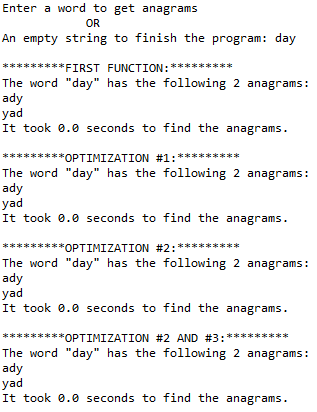 Enter a word to get anagrams
OR
An empty string to finish the program: day
*********FIRST FUNCTION:*********
The word "day" has the following 2 anagrams:
ady
yad
It took 0.0 seconds to find the anagrams.
*********OPTIMIZATION #1:*********
The word "day" has the following 2 anagrams:
ady
yad
It took 0.0 seconds to find the anagrams.
*********OPTIMIZATION #2:*********
The word "day" has the following 2 anagrams:
ady
yad
It took 0.0 seconds to find the anagrams.
*********OPTIMIZATION #2 AND #3:*********
The word "day" has the following 2 anagrams:
ady
yad
It took 0.0 seconds to find the anagrams.